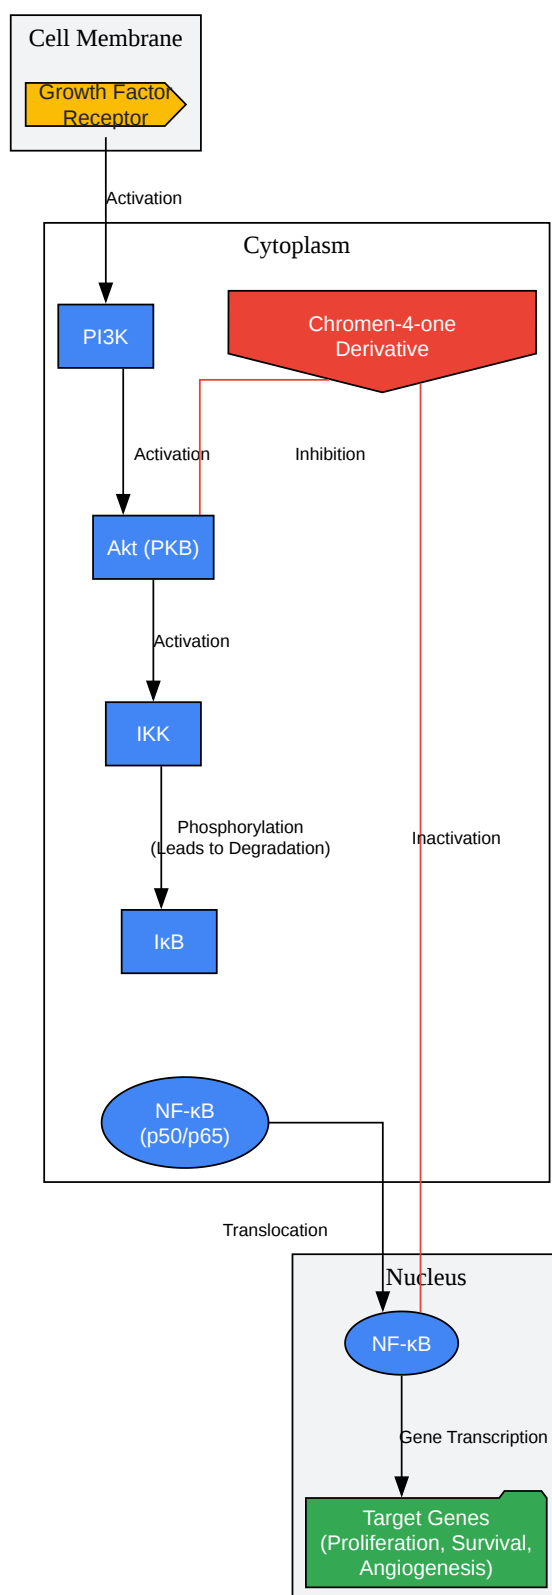 Cell Membrane
Growth Factor
Receptor
Activation
Cytoplasm
PI3K
Chromen-4-one
Derivative
Activation
Inhibition
Akt (PKB)
Activation
IKK
Phosphorylation
(Leads to Degradation)
Inactivation
IκB
NF-κB
(p50/p65)
Translocation
Nucleus
NF-κB
Gene Transcription
Target Genes
(Proliferation, Survival,
Angiogenesis)